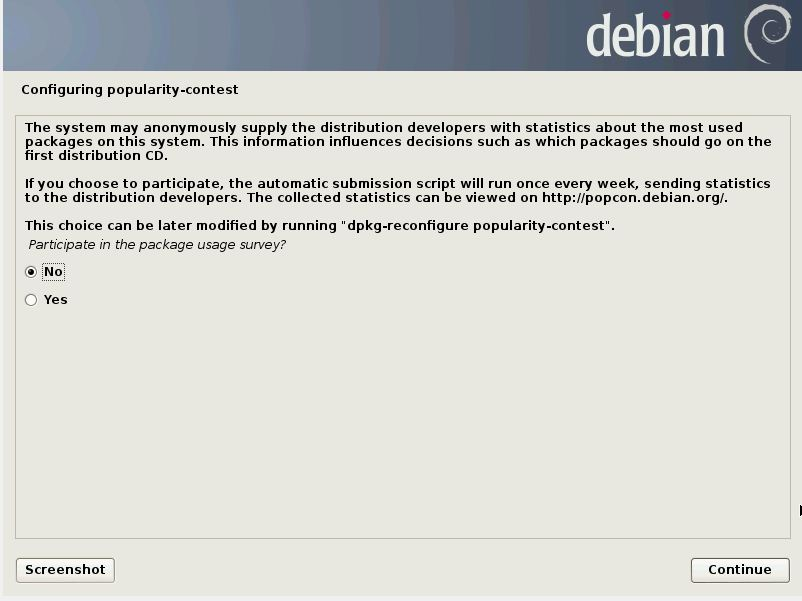 debian
Configuring popularity-contest
The system may anonymously supply the distribution developers with statistics about the most used
packages on this system. This information influences decisions such as which packages should go on the
first distribution CD.
If you choose to participate, the automatic submission script will run once every week, sending statistics
to the distribution developers. The collected statistics can be viewed on http://popcon.debian.org/.
This choice can be later modified by running "dpkg-reconfigure popularity-contest".
Participate in the package usage survey?
No
Yes
Screenshot
Continue